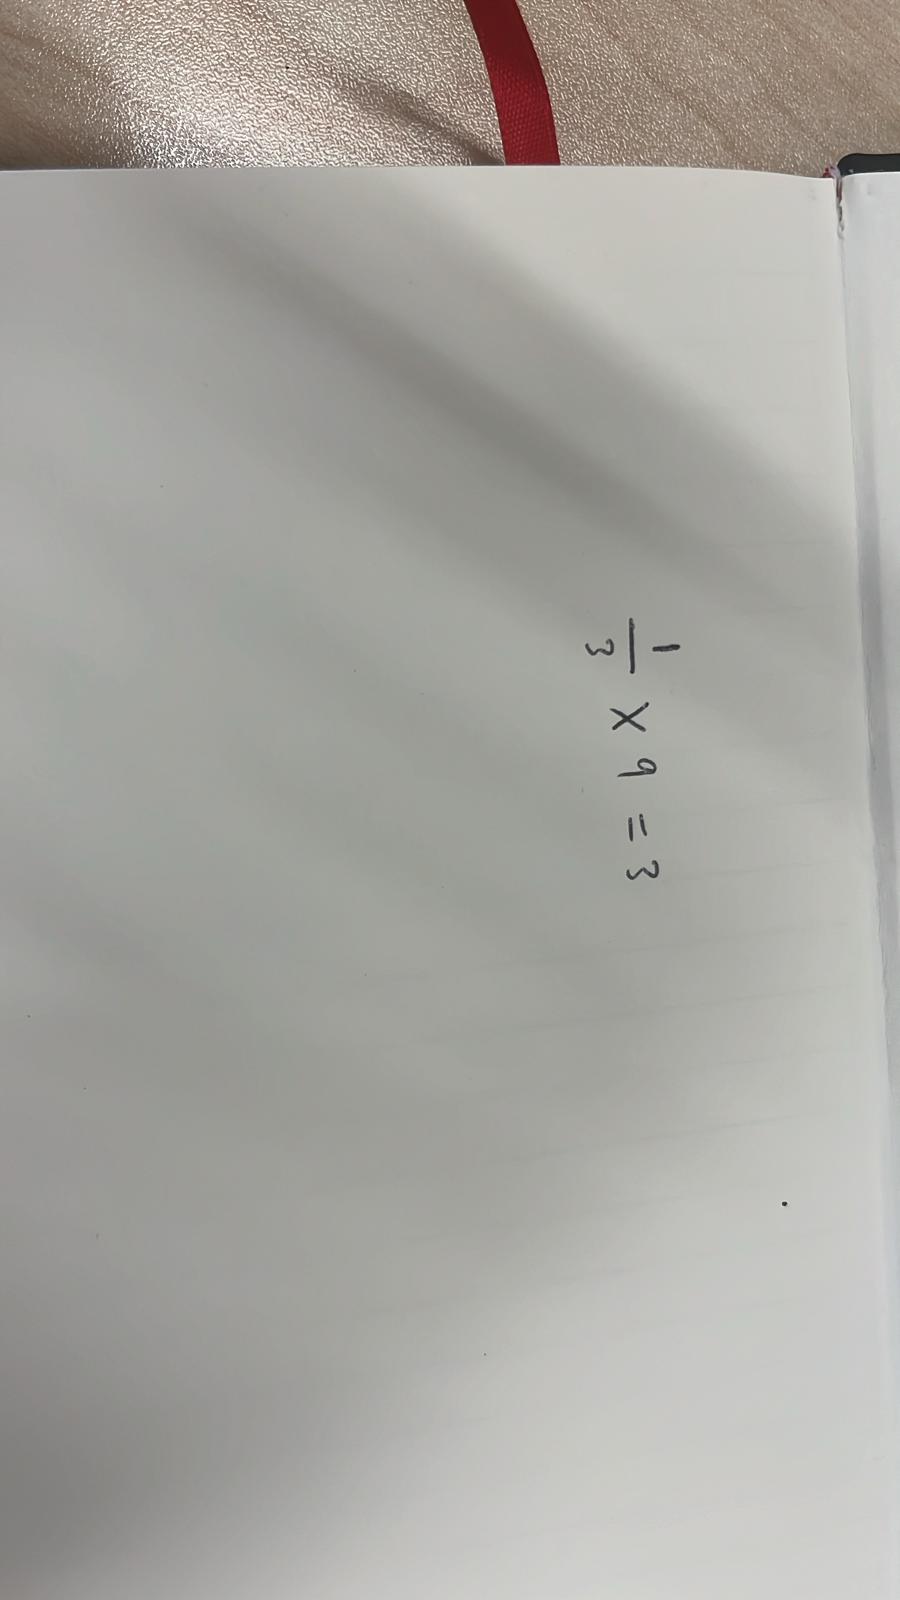 1/3 × 9 = 3